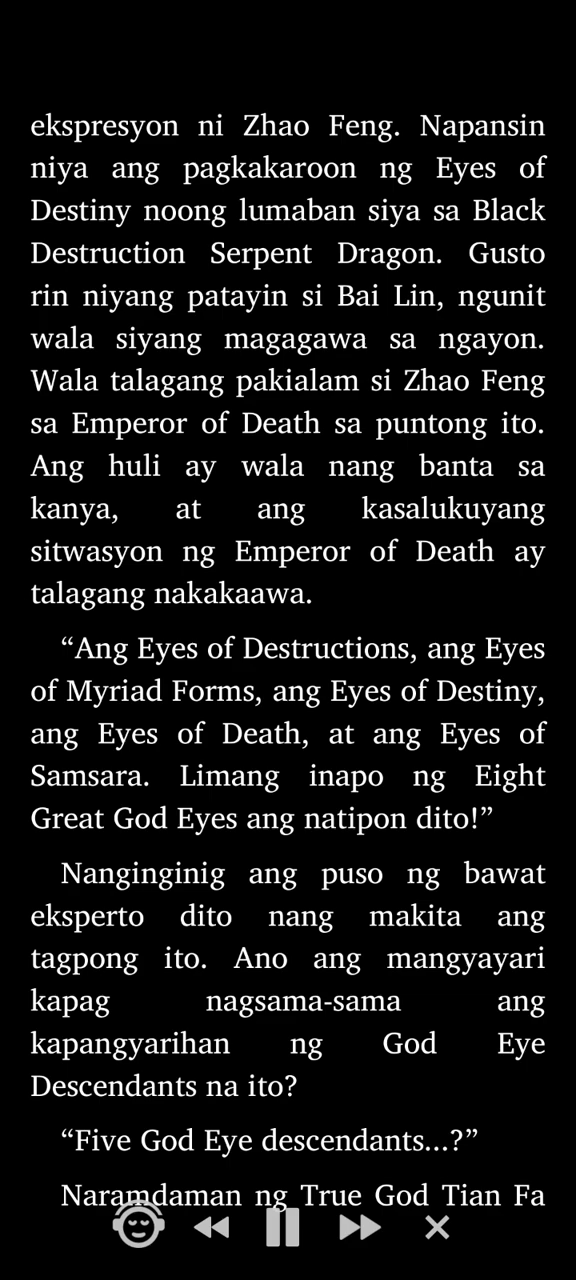 ekspresyon ni Zhao Feng. Napansin
niya ang pagkakaroon ng Eyes of
Destiny noong lumaban siya sa Black
Destruction Serpent Dragon. Gusto
rin niyang patayin si Bai Lin, ngunit
wala siyang magagawa sa ngayon.
Wala talagang pakialam si Zhao Feng
sa Emperor of Death sa puntong ito.
Ang huli ay wala nang banta sa
kanya, at ang kasalukuyang
sitwasyon ng Emperor of Death ay
talagang nakakaawa.
“Ang Eyes of Destructions, ang Eyes
of Myriad Forms, ang Eyes of Destiny,
ang Eyes of Death, at ang Eyes of
Samsara. Limang inapo ng Eight
Great God Eyes ang natipon dito!”
Nanginginig ang puso ng bawat
eksperto dito nang makita ang
tagpong ito. Ano ang mangyayari
kapag nagsama-sama ang
kapangyarihan ng God Eye
Descendants na ito?
“Five God Eye descendants...?”
Naramdaman ng True God Tian Fa